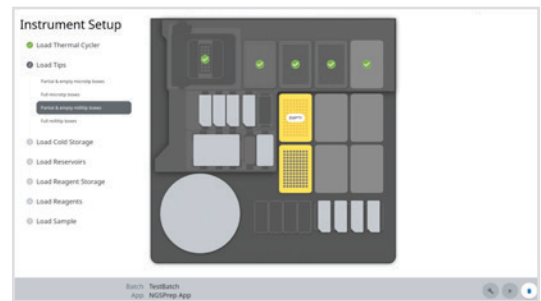 Instrument Setup
Load Thermal Cycler
Load Tips
Partial & empty microtip boxes
Full microtip boxes
Partial & empty millitip boxes
Full millitip boxes
Load Cold Storage
Load Reservoirs
Load Reagent Storage
Load Reagents
Load Sample
EMPTY
Batch TestBatch
App NGSPrep App